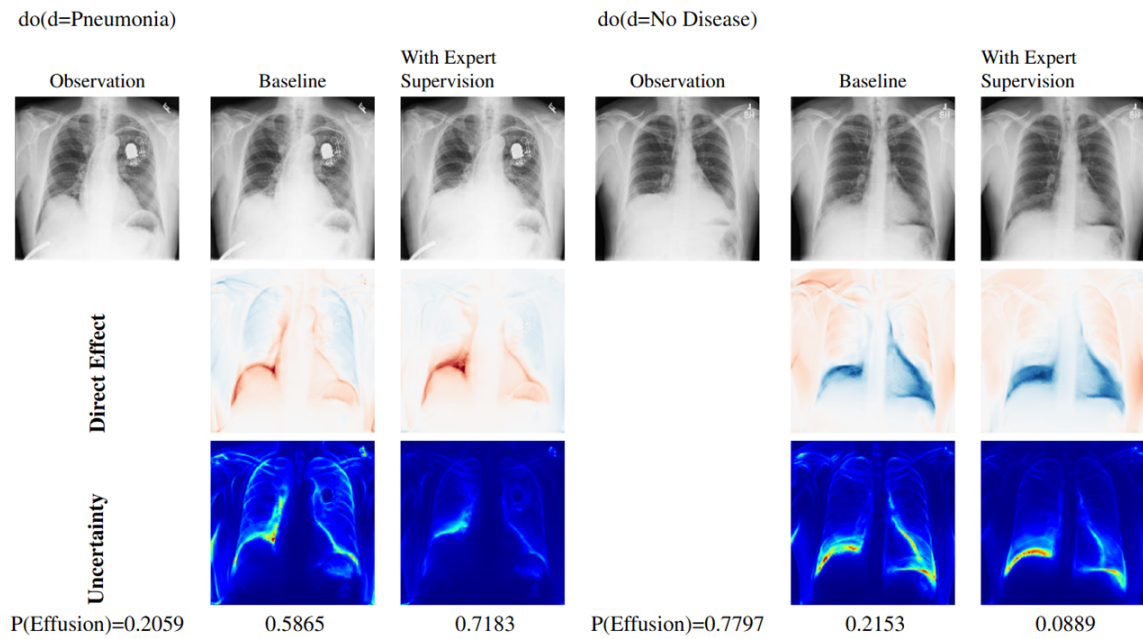 do(d=Pneumonia)
do(d=No Disease)
Observation
Baseline
With Expert
Supervision
Observation
Baseline
With Expert
Supervision
Direct Effect
Uncertainty
P(Effusion)=0.2059
0.5865
0.7183
P(Effusion)=0.7797
0.2153
0.0889